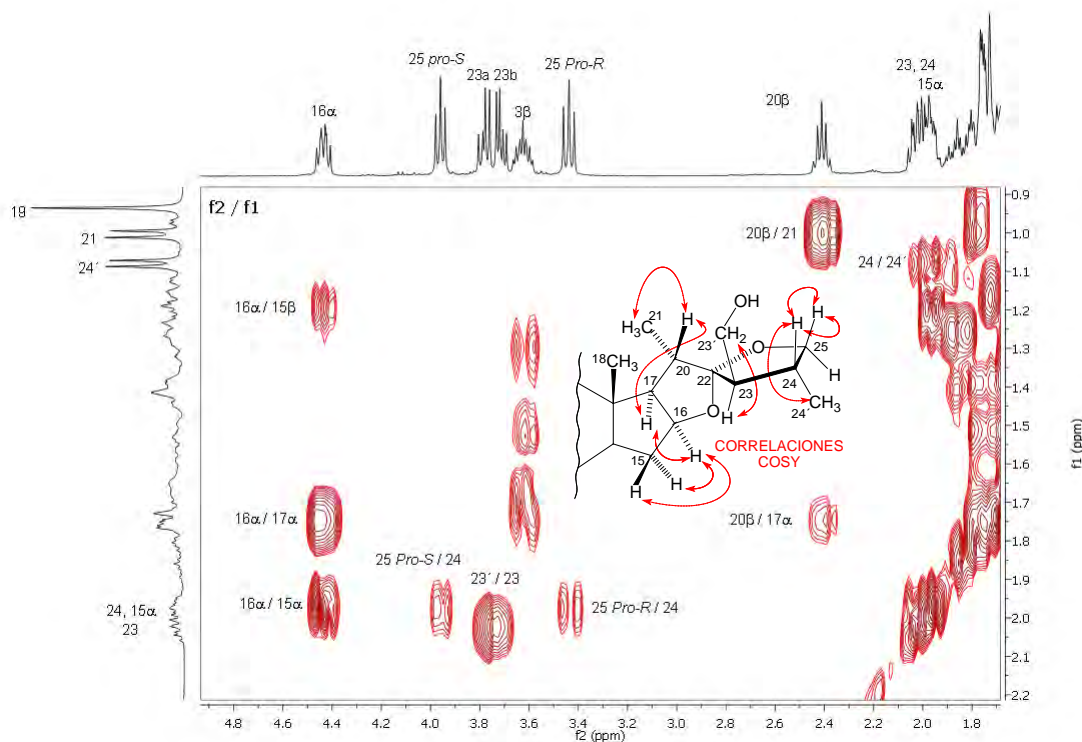 25 pro-S
23a 23b
25 Pro-R
23, 24
15α
16α
3β
20β
19
21
24´
24, 15α
23
f2 / f1
20β / 21
24 / 24´
16α / 15β
16α / 17α
20β / 17α
25 Pro-S / 24
23´ / 23
16α / 15α
25 Pro-R / 24
OH
21
H₃C
H
23´
CH₂
H
H
O
25
18
CH₃
20
17
22
24
H
23
16
24´
CH₃
H
O
H
15
H
H
H
CORRELACIONES
COSY
0.9
1.0
1.1
1.2
1.3
1.4
1.5
1.6
1.7
1.8
1.9
2.0
2.1
2.2
f1 (ppm)
4.8 4.6 4.4 4.2 4.0 3.8 3.6 3.4 3.2 3.0 2.8 2.6 2.4 2.2 2.0 1.8
f2 (ppm)